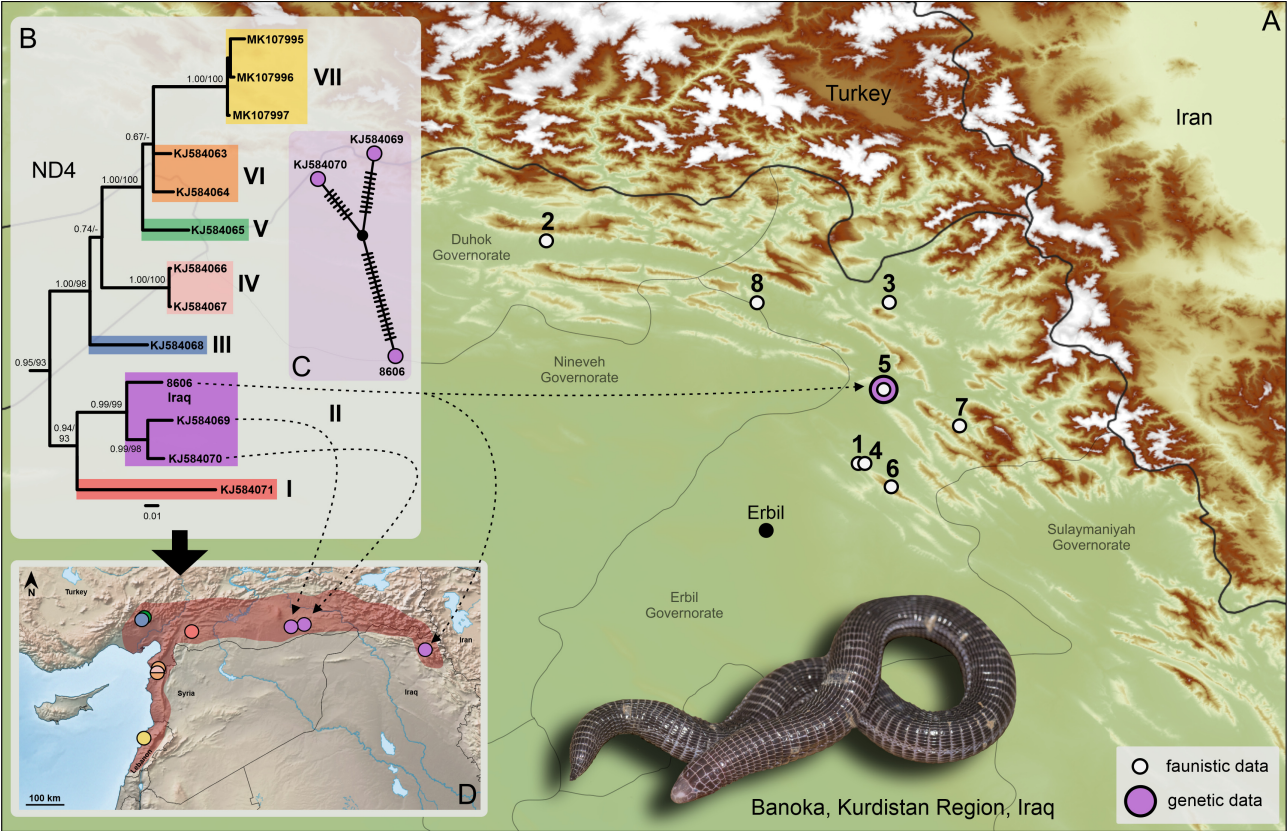 A
B
MK107995
1.00/100
MK107996
VII
MK107997
0.67/-
ND4
KJ584063
VI
KJ584064
1.00/100
KJ584065
V
0.74/-
KJ584066
1.00/100
IV
KJ584067
1.00/98
KJ584068
III
0.95/93
8606
Iraq
0.99/99
II
KJ584069
0.94/
93
0.99/98
KJ584070
KJ584071
I
0.01
KJ584069
KJ584070
C
8606
Turkey
Iran
2
Duhok
Governorate
8
3
Nineveh
Governorate
5
7
1
4
6
Erbil
Sulaymaniyah
Governorate
Erbil
Governorate
N
Turkey
Iran
Syria
Iraq
Lebanon
100 km
D
Banoka, Kurdistan Region, Iraq
faunistic data
genetic data